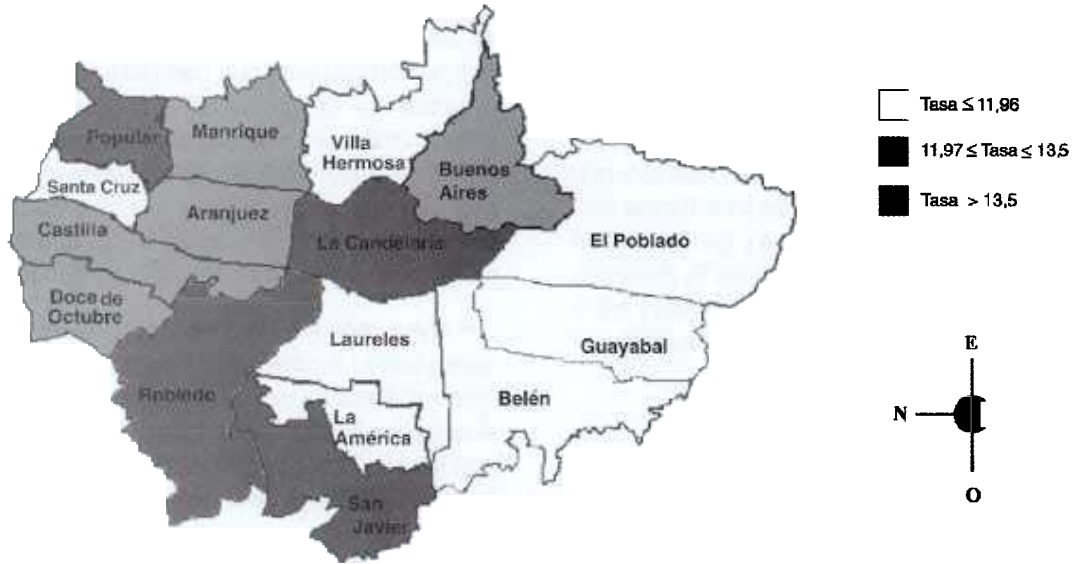 Popular
Manrique
Villa
Hermosa
Buenos
Aires
Santa Cruz
Aranjuez
Castilla
La Candelaria
El Poblado
Doce de
Octubre
Laureles
Guayabal
Robledo
Belén
La
América
San
Javier
Tasa ≤ 11,96
11,97 ≤ Tasa ≤ 13,5
Tasa > 13,5
E
N
O